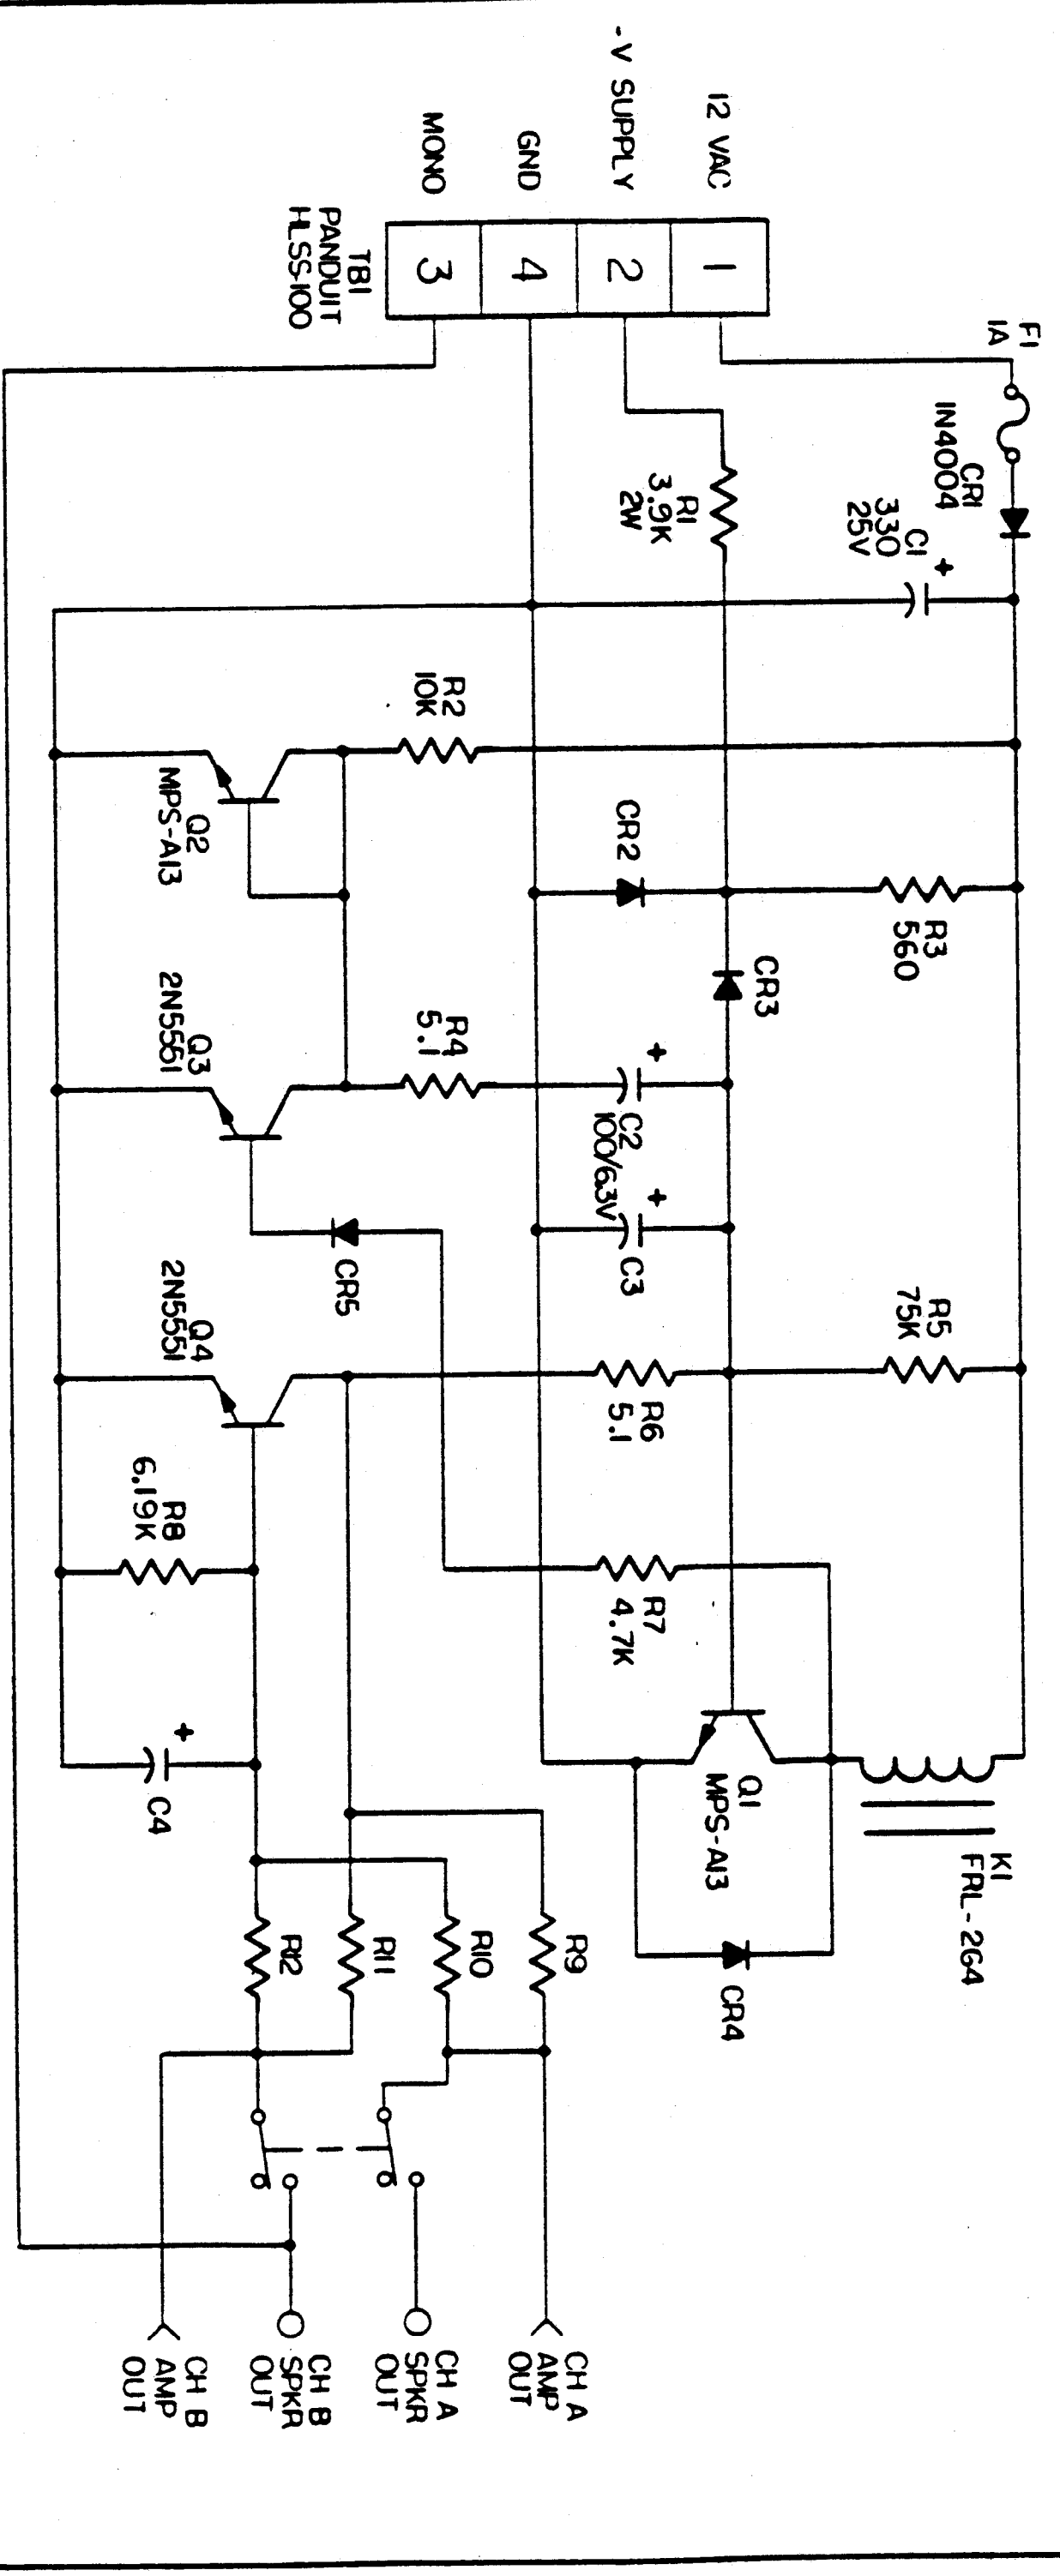 F1
1A
CR1
1N4004
C1
330
25V
+
12 VAC
-V SUPPLY
GND
MONO
1
2
4
3
TB1
PANDUIT
HLSS-100
R1
3.9K
2W
R2
10K
Q2
MPS-A13
CR2
R3
560
CR3
R4
5.1
+
C2
100/6.3V
+
C3
Q3
2N5551
CR5
R5
75K
R6
5.1
Q4
2N5551
R7
4.7K
R8
6.19K
+
C4
Q1
MPS-A13
K1
FRL-264
CR4
R9
R10
R11
R12
CH A
AMP
OUT
CH A
SPKR
OUT
CH B
SPKR
OUT
CH B
AMP
OUT